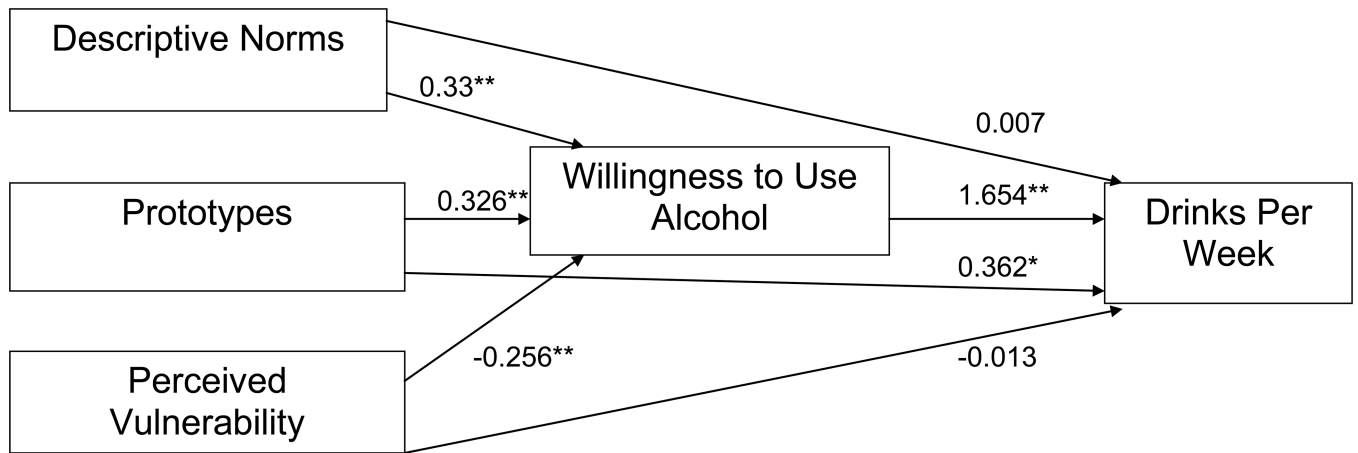 Descriptive Norms
0.33**
0.007
Willingness to Use
Alcohol
Prototypes
0.326**
1.654**
Drinks Per
Week
0.362*
Perceived
Vulnerability
-0.256**
-0.013